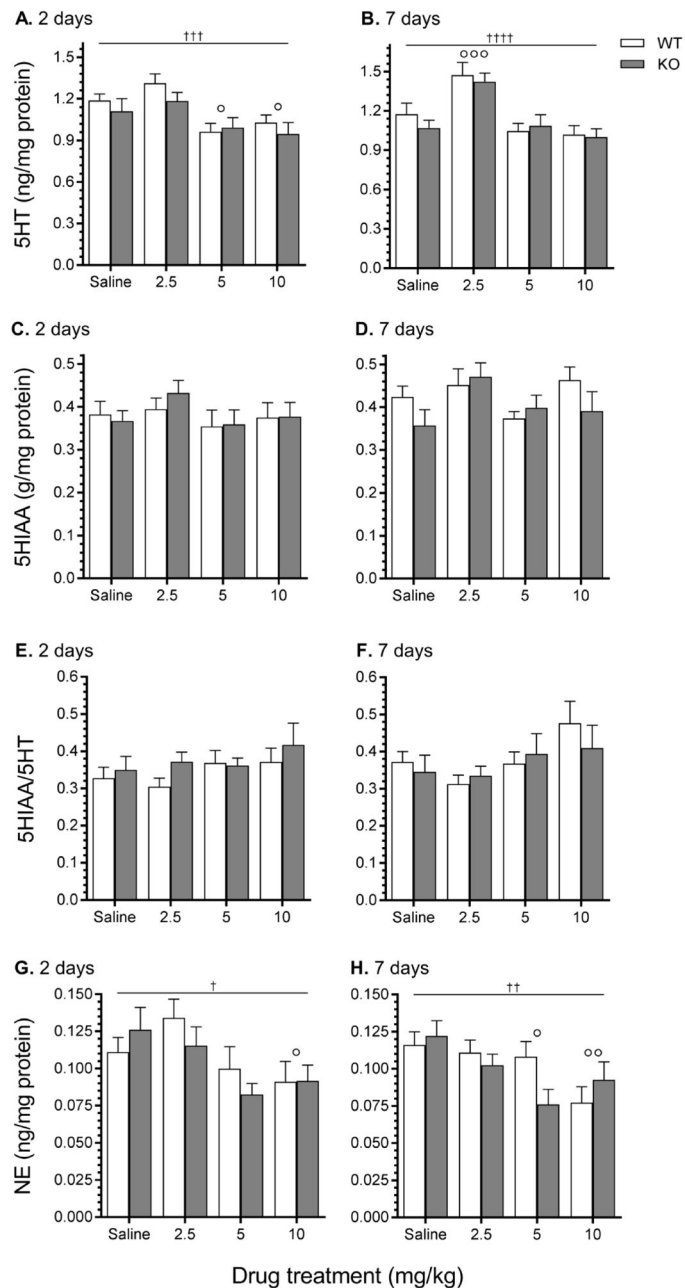 A. 2 days
B. 7 days
WT
KO
†††
††††
5HT (ng/mg protein)
1.5
1.2
0.9
0.6
0.3
0.0
Saline 2.5 5 10
1.5
1.2
0.9
0.6
0.3
0.0
Saline 2.5 5 10
C. 2 days
D. 7 days
5HIAA (g/mg protein)
0.5
0.4
0.3
0.4
0.1
0.0
Saline 2.5 5 10
0.5
0.4
0.3
0.4
0.1
0.0
Saline 2.5 5 10
E. 2 days
F. 7 days
5HIAA/5HT
0.6
0.5
0.4
0.3
0.4
0.1
0.0
Saline 2.5 5 10
0.6
0.5
0.4
0.3
0.4
0.1
0.0
Saline 2.5 5 10
G. 2 days
H. 7 days
†
††
NE (ng/mg protein)
0.150
0.125
0.100
0.075
0.050
0.025
0.000
Saline 2.5 5 10
0.150
0.125
0.100
0.075
0.050
0.025
0.000
Saline 2.5 5 10
Drug treatment (mg/kg)